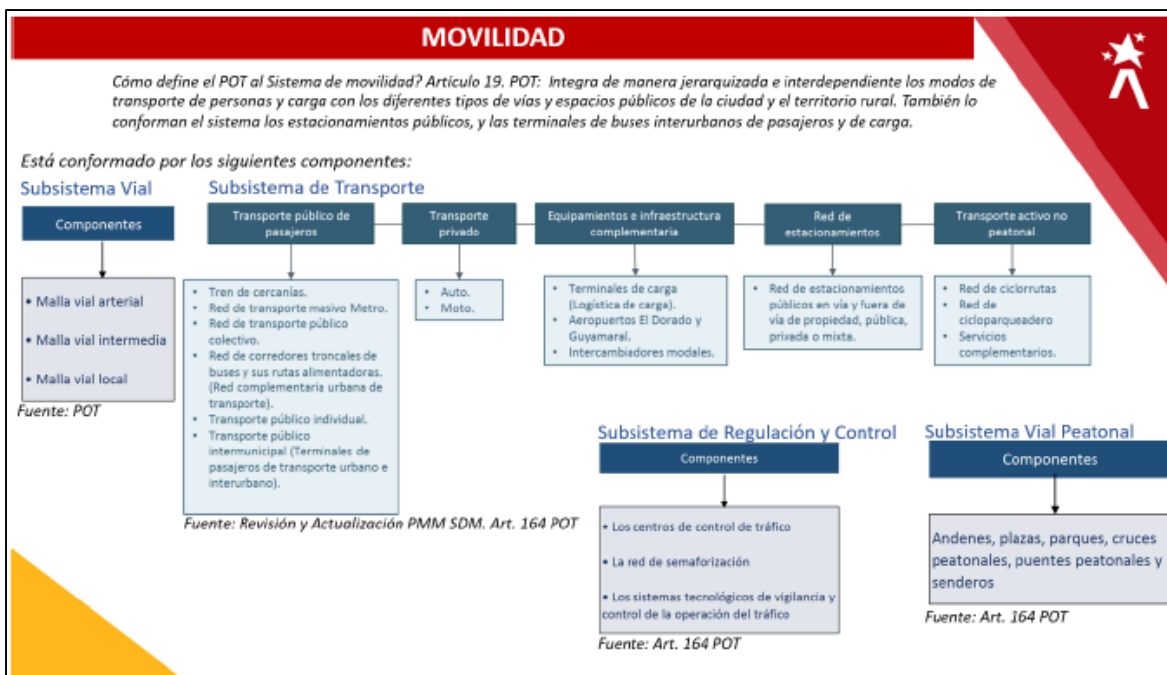 MOVILIDAD
Cómo define el POT al Sistema de movilidad? Artículo 19. POT: Integra de manera jerarquizada e interdependiente los modos de
transporte de personas y carga con los diferentes tipos de vías y espacios públicos de la ciudad y el territorio rural. También lo
conforman el sistema los estacionamientos públicos, y las terminales de buses interurbanos de pasajeros y de carga.
Está conformado por los siguientes componentes:
Subsistema Vial
Componentes
• Malla vial arterial
• Malla vial intermedia
• Malla vial local
Fuente: POT
Subsistema de Transporte
Transporte público de
pasajeros
• Tren de cercanías.
• Red de transporte masivo Metro.
• Red de transporte público
colectivo.
• Red de corredores troncales de
buses y sus rutas alimentadoras.
(Red complementaria urbana de
transporte).
• Transporte público individual.
• Transporte público
intermunicipal (Terminales de
pasajeros de transporte urbano e
interurbano).
Transporte
privado
• Auto.
• Moto.
Equipamientos e infraestructura
complementaria
• Terminales de carga
(Logística de carga).
• Aeropuertos El Dorado y
Guyamaral.
• Intercambiadores modales.
Red de
estacionamientos
• Red de estacionamientos
públicos en vía y fuera de
vía de propiedad, pública,
privada o mixta.
Transporte activo no
peatonal
• Red de ciclorrutas
• Red de
cicloparqueadero
• Servicios
complementarios.
Fuente: Revisión y Actualización PMM SDM. Art. 164 POT
Subsistema de Regulación y Control
Componentes
• Los centros de control de tráfico
• La red de semaforización
• Los sistemas tecnológicos de vigilancia y
control de la operación del tráfico
Fuente: Art. 164 POT
Subsistema Vial Peatonal
Componentes
Andenes, plazas, parques, cruces
peatonales, puentes peatonales y
senderos
Fuente: Art. 164 POT